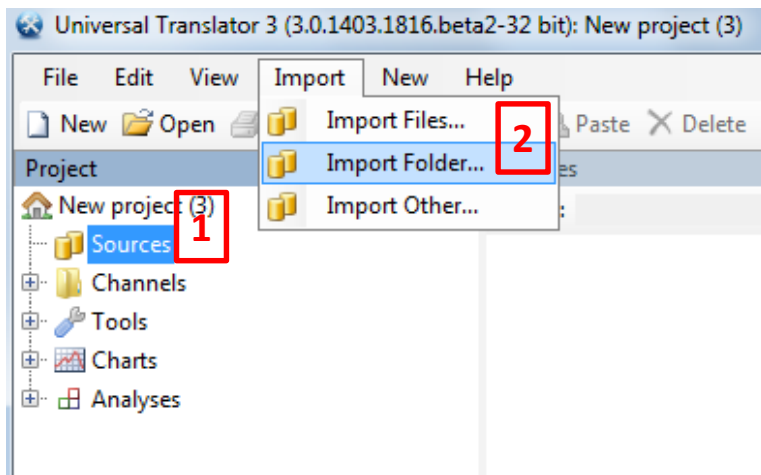 Universal Translator 3 (3.0.1403.1816.beta2-32 bit): New project (3)
File Edit View Import New Help
New Open Import Files... 2 Paste Delete
Project Import Folder...
New project (3) Import Other... :
1
Sources
Channels
Tools
Charts
Analyses